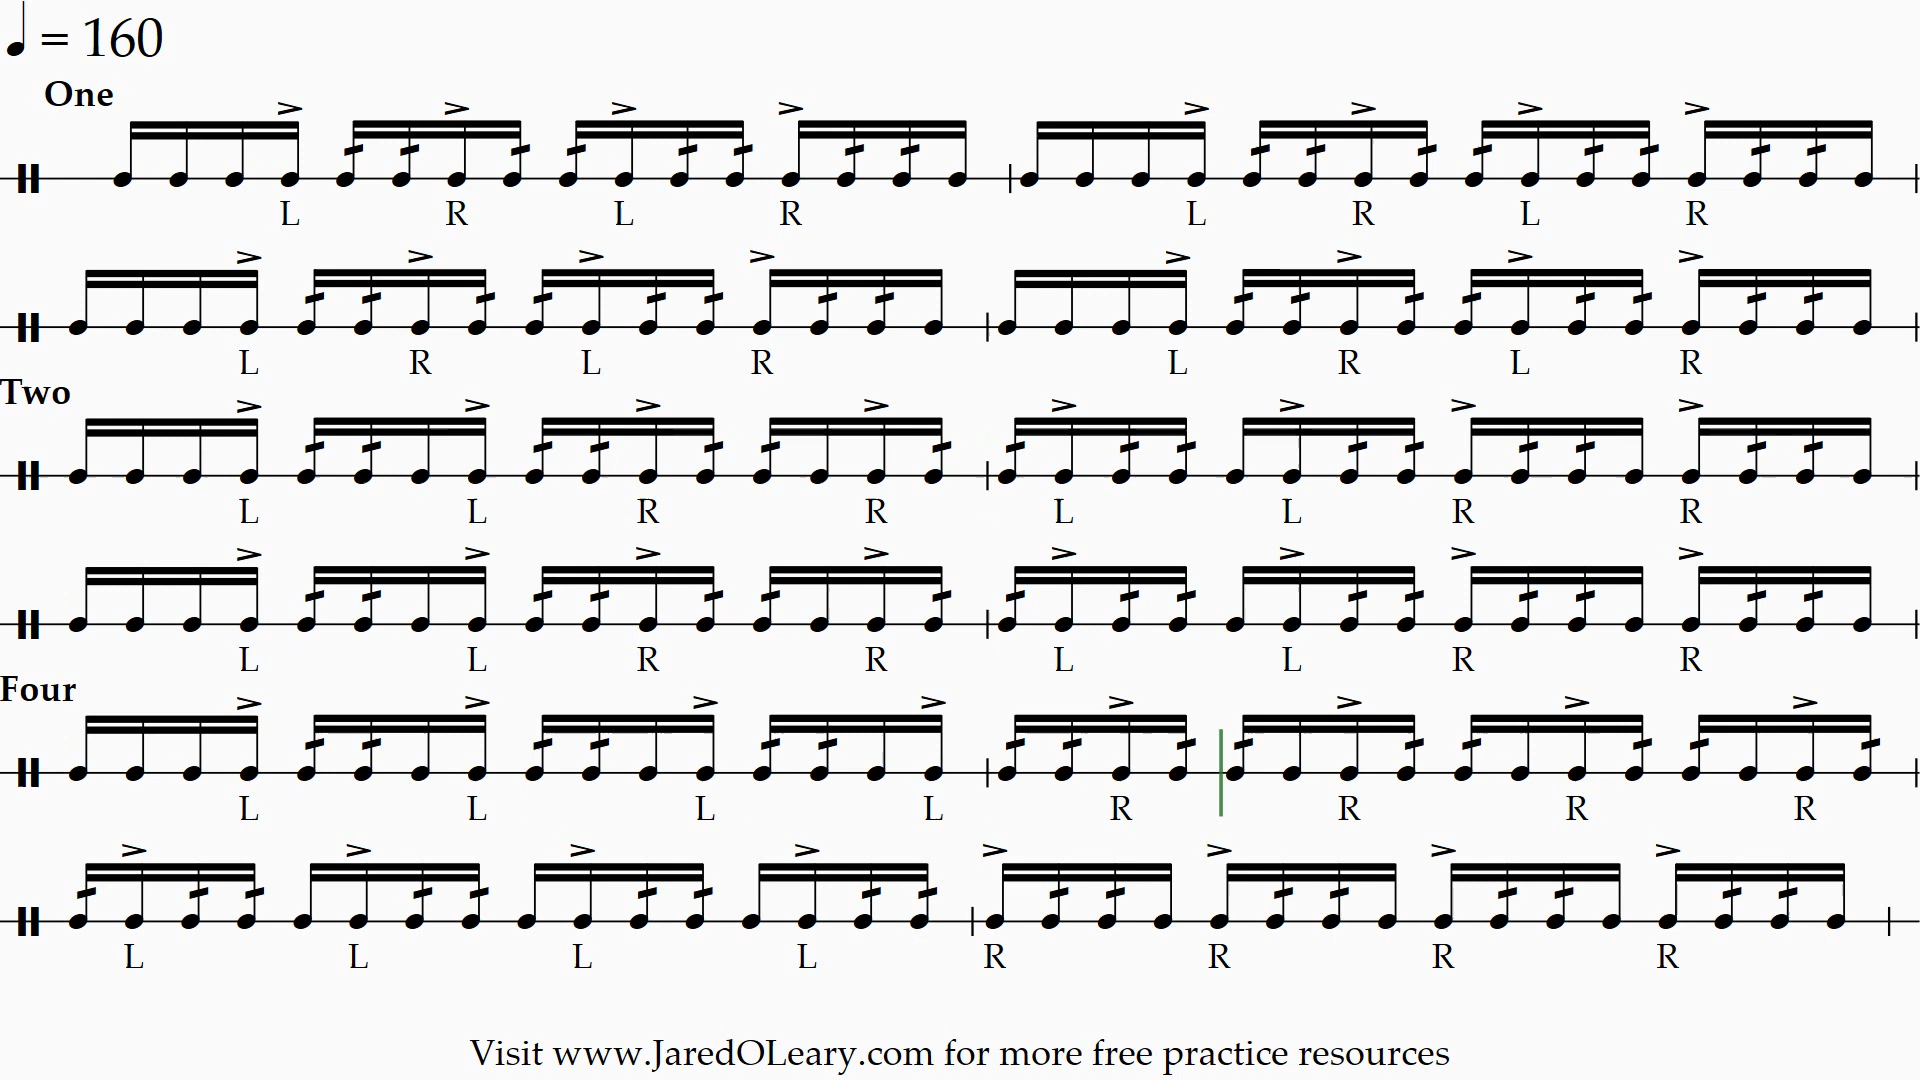 ♩ = 160
One
L R L R L R L R
L R L R L R L R
Two
L L R R L L R R
L L R R L L R R
Four
L L L L R R R R
L L L L R R R R
Visit www.JaredOLeary.com for more free practice resources